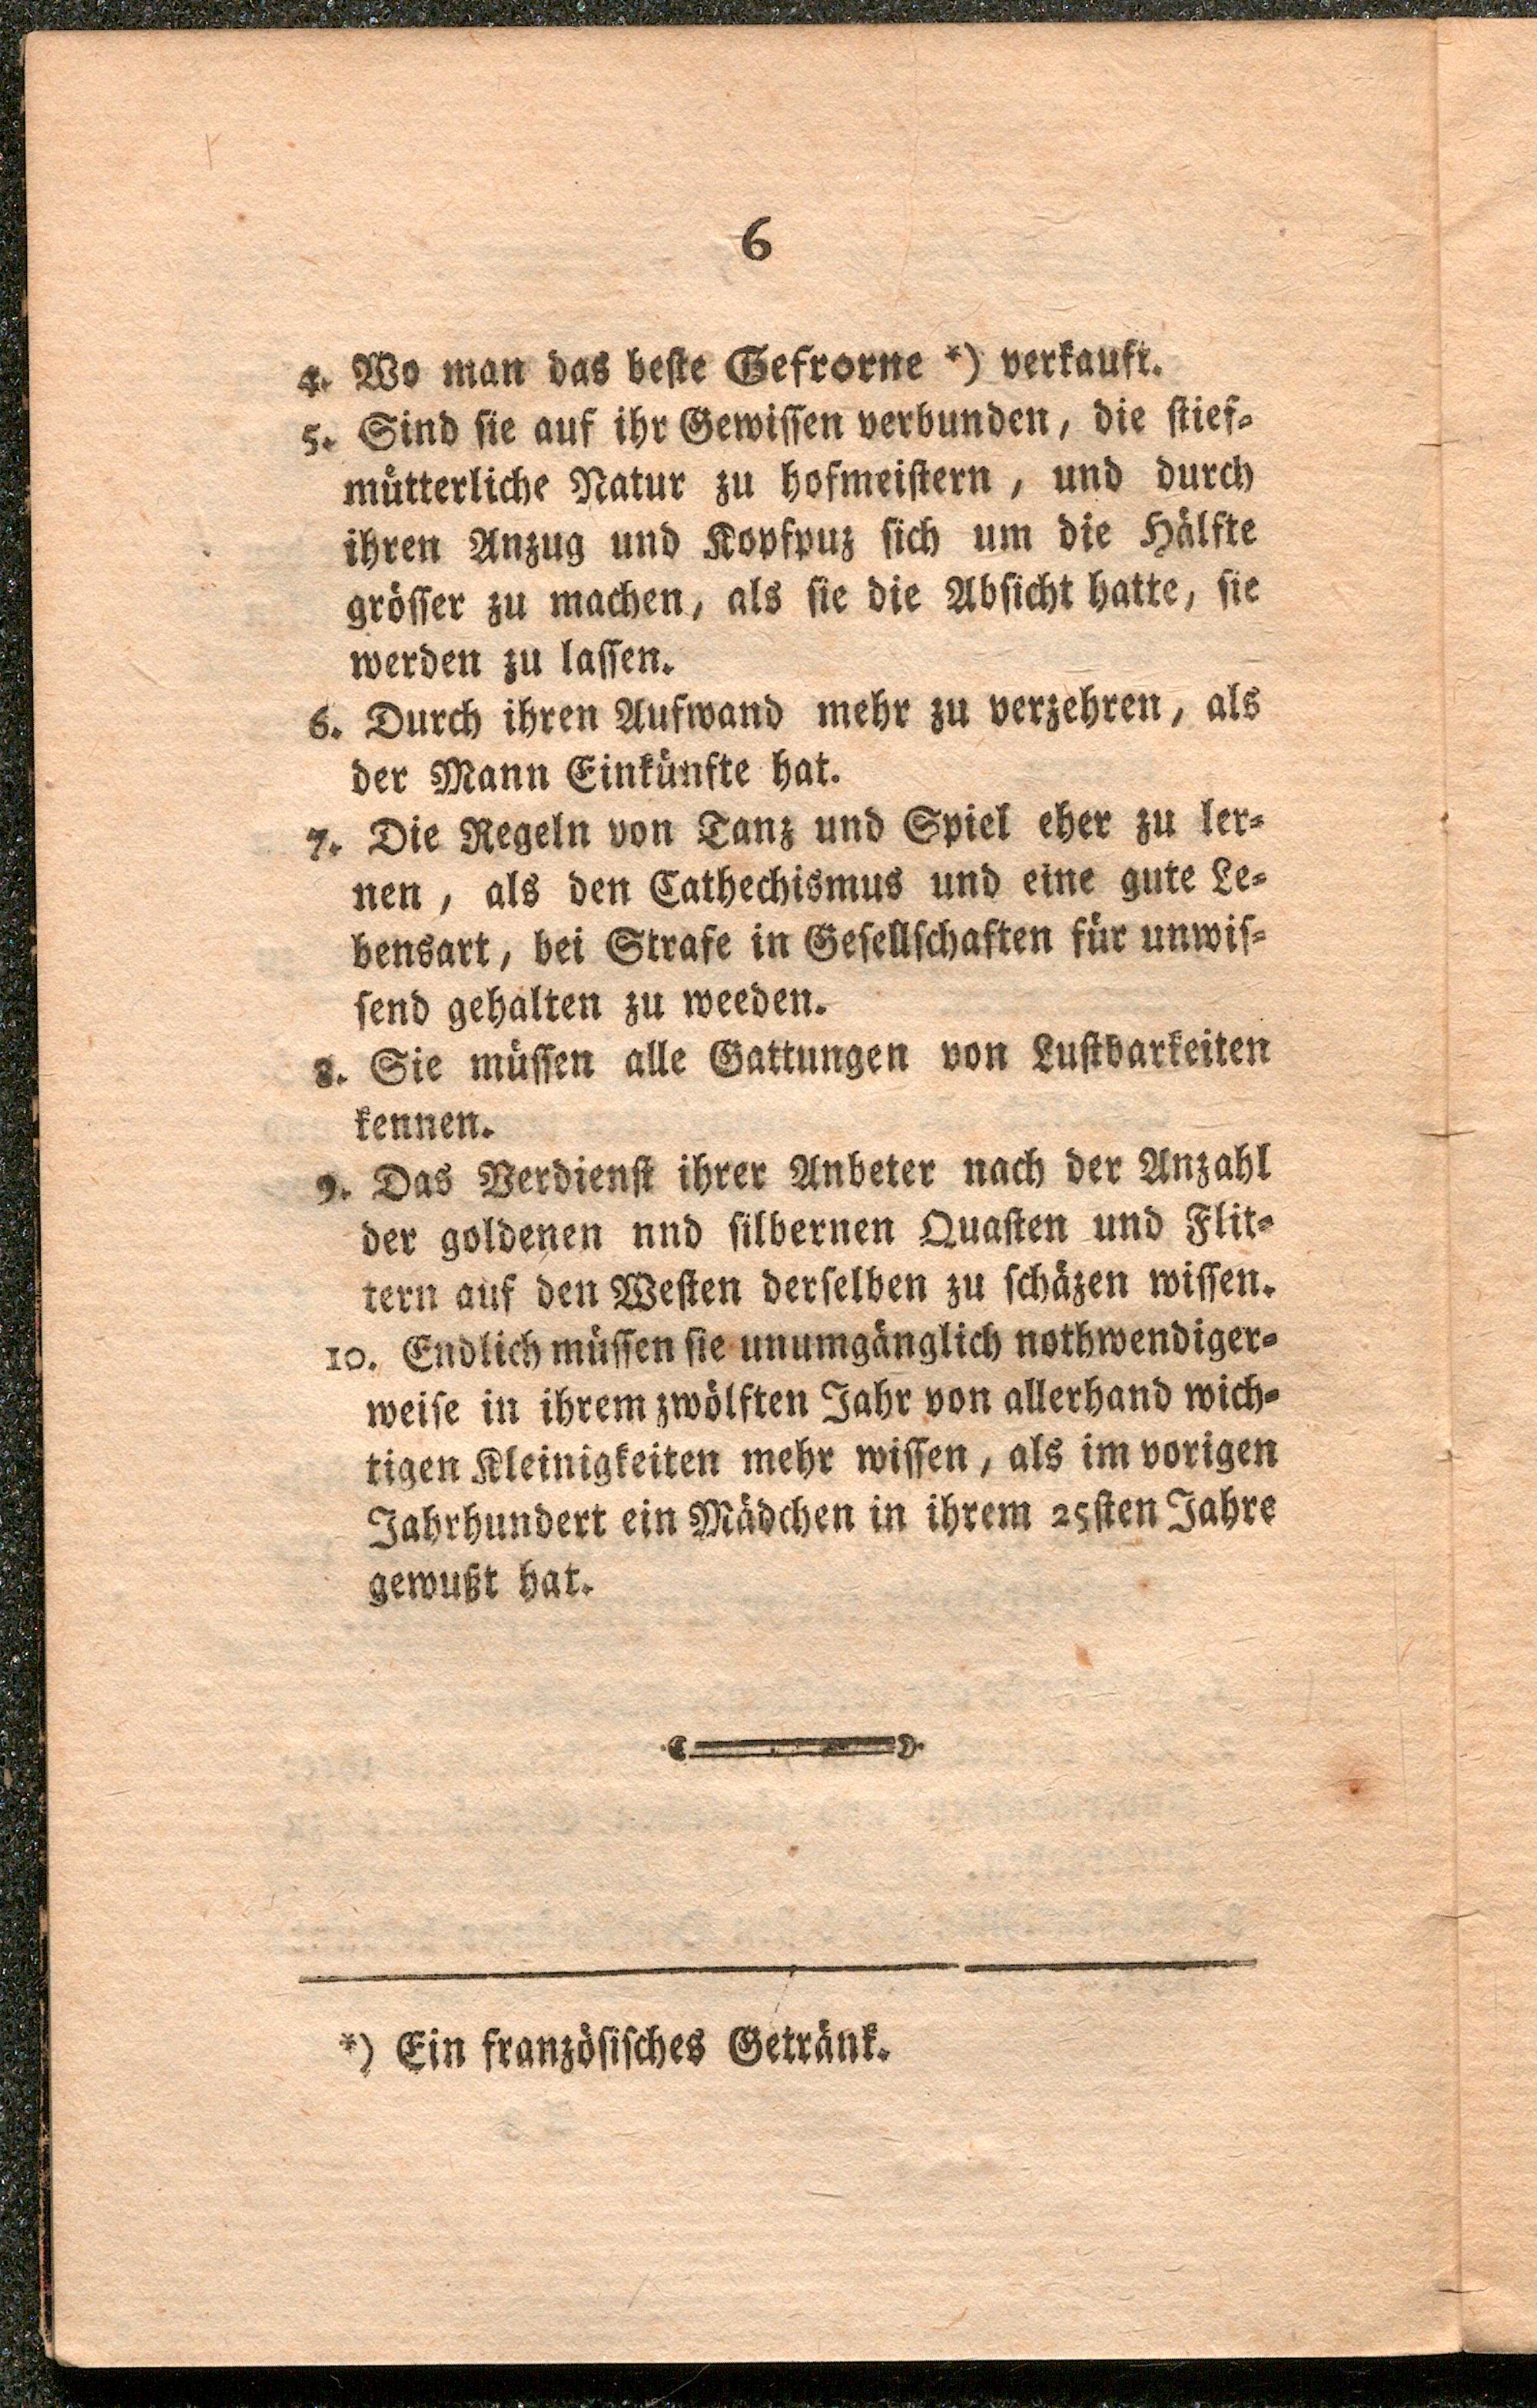 6
4. Wo man das beste Gefrorne *) verkauft.
5. Sind sie auf ihr Gewissen verbunden, die stief-
mütterliche Natur zu hofmeistern, und durch
ihren Anzug und Kopfpuz sich um die Hälfte
grösser zu machen, als sie die Absicht hatte, sie
werden zu lassen.
6. Durch ihren Aufwand mehr zu verzehren, als
der Mann Einkünfte hat.
7. Die Regeln von Tanz und Spiel eher zu ler-
nen, als den Cathechismus und eine gute Le-
bensart, bei Strafe in Gesellschaften für unwis-
send gehalten zu weeden.
8. Sie müssen alle Gattungen von Lustbarkeiten
kennen.
9. Das Verdienst ihrer Anbeter nach der Anzahl
der goldenen nnd silbernen Quasten und Flit-
tern auf den Westen derselben zu schäzen wissen.
10. Endlich müssen sie unumgänglich nothwendiger-
weise in ihrem zwölften Jahr von allerhand wich-
tigen Kleinigkeiten mehr wissen, als im vorigen
Jahrhundert ein Mädchen in ihrem 25sten Jahre
gewußt hat.
*) Ein französisches Getränk.